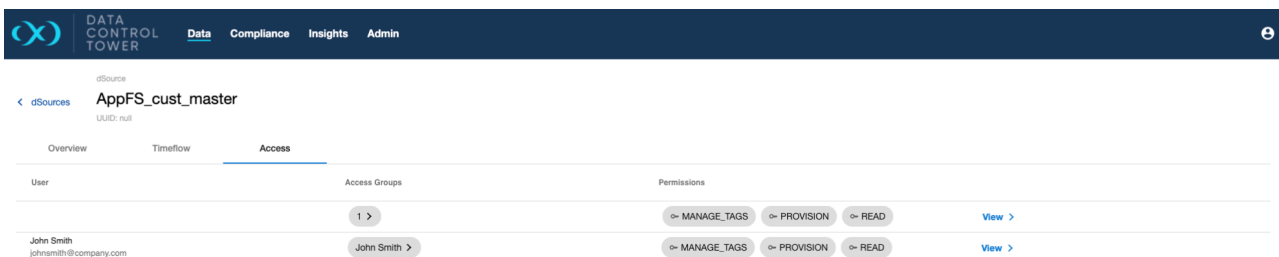 DATA
CONTROL
TOWER
Data Compliance Insights Admin
dSource
dSources AppFS_cust_master
UUID: null
Overview Timeflow Access
User Access Groups Permissions
1 MANAGE_TAGS PROVISION READ View
John Smith
johnsmith@company.com
John Smith MANAGE_TAGS PROVISION READ View